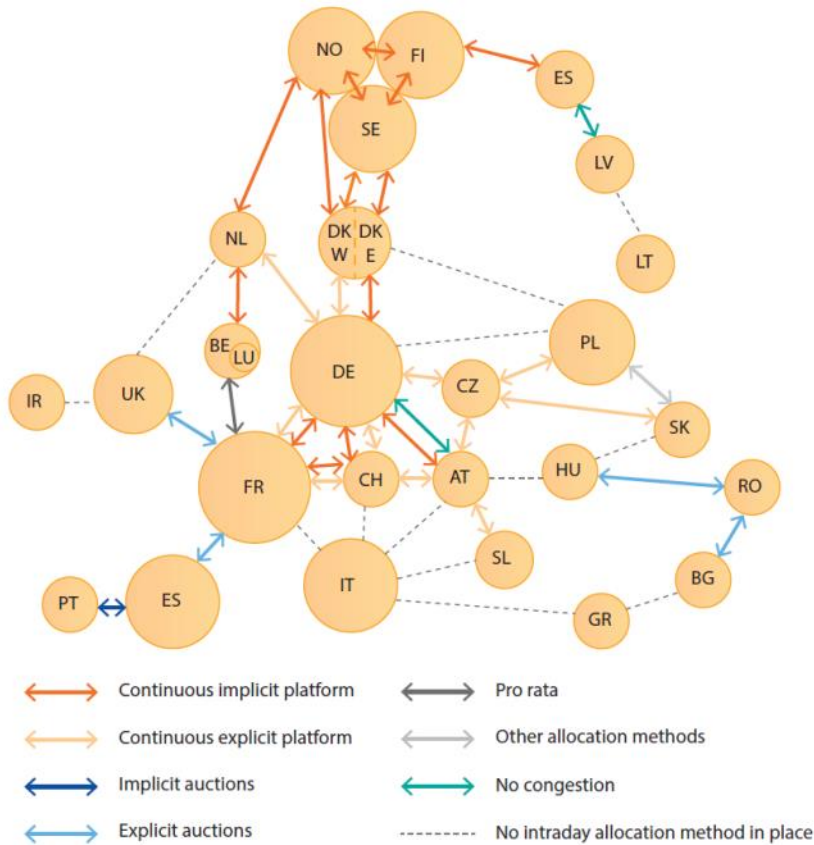 NO
FI
ES
SE
LV
DK DK
W E
NL
LT
BE
LU
DE
PL
CZ
IR
UK
SK
FR
CH
AT
HU
RO
SL
BG
IT
PT
ES
GR
Continuous implicit platform
Pro rata
Continuous explicit platform
Other allocation methods
Implicit auctions
No congestion
Explicit auctions
No intraday allocation method in place